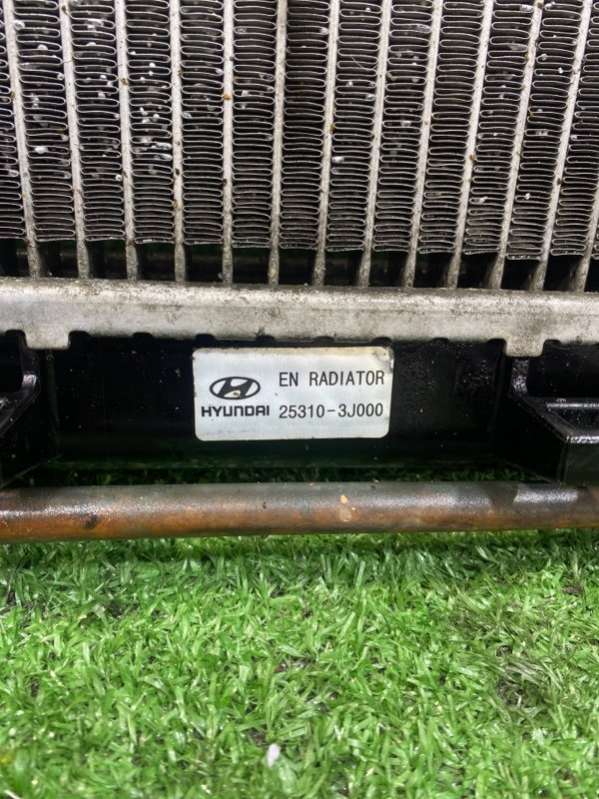 EN RADIATOR
HYUNDAI 25310-3J000